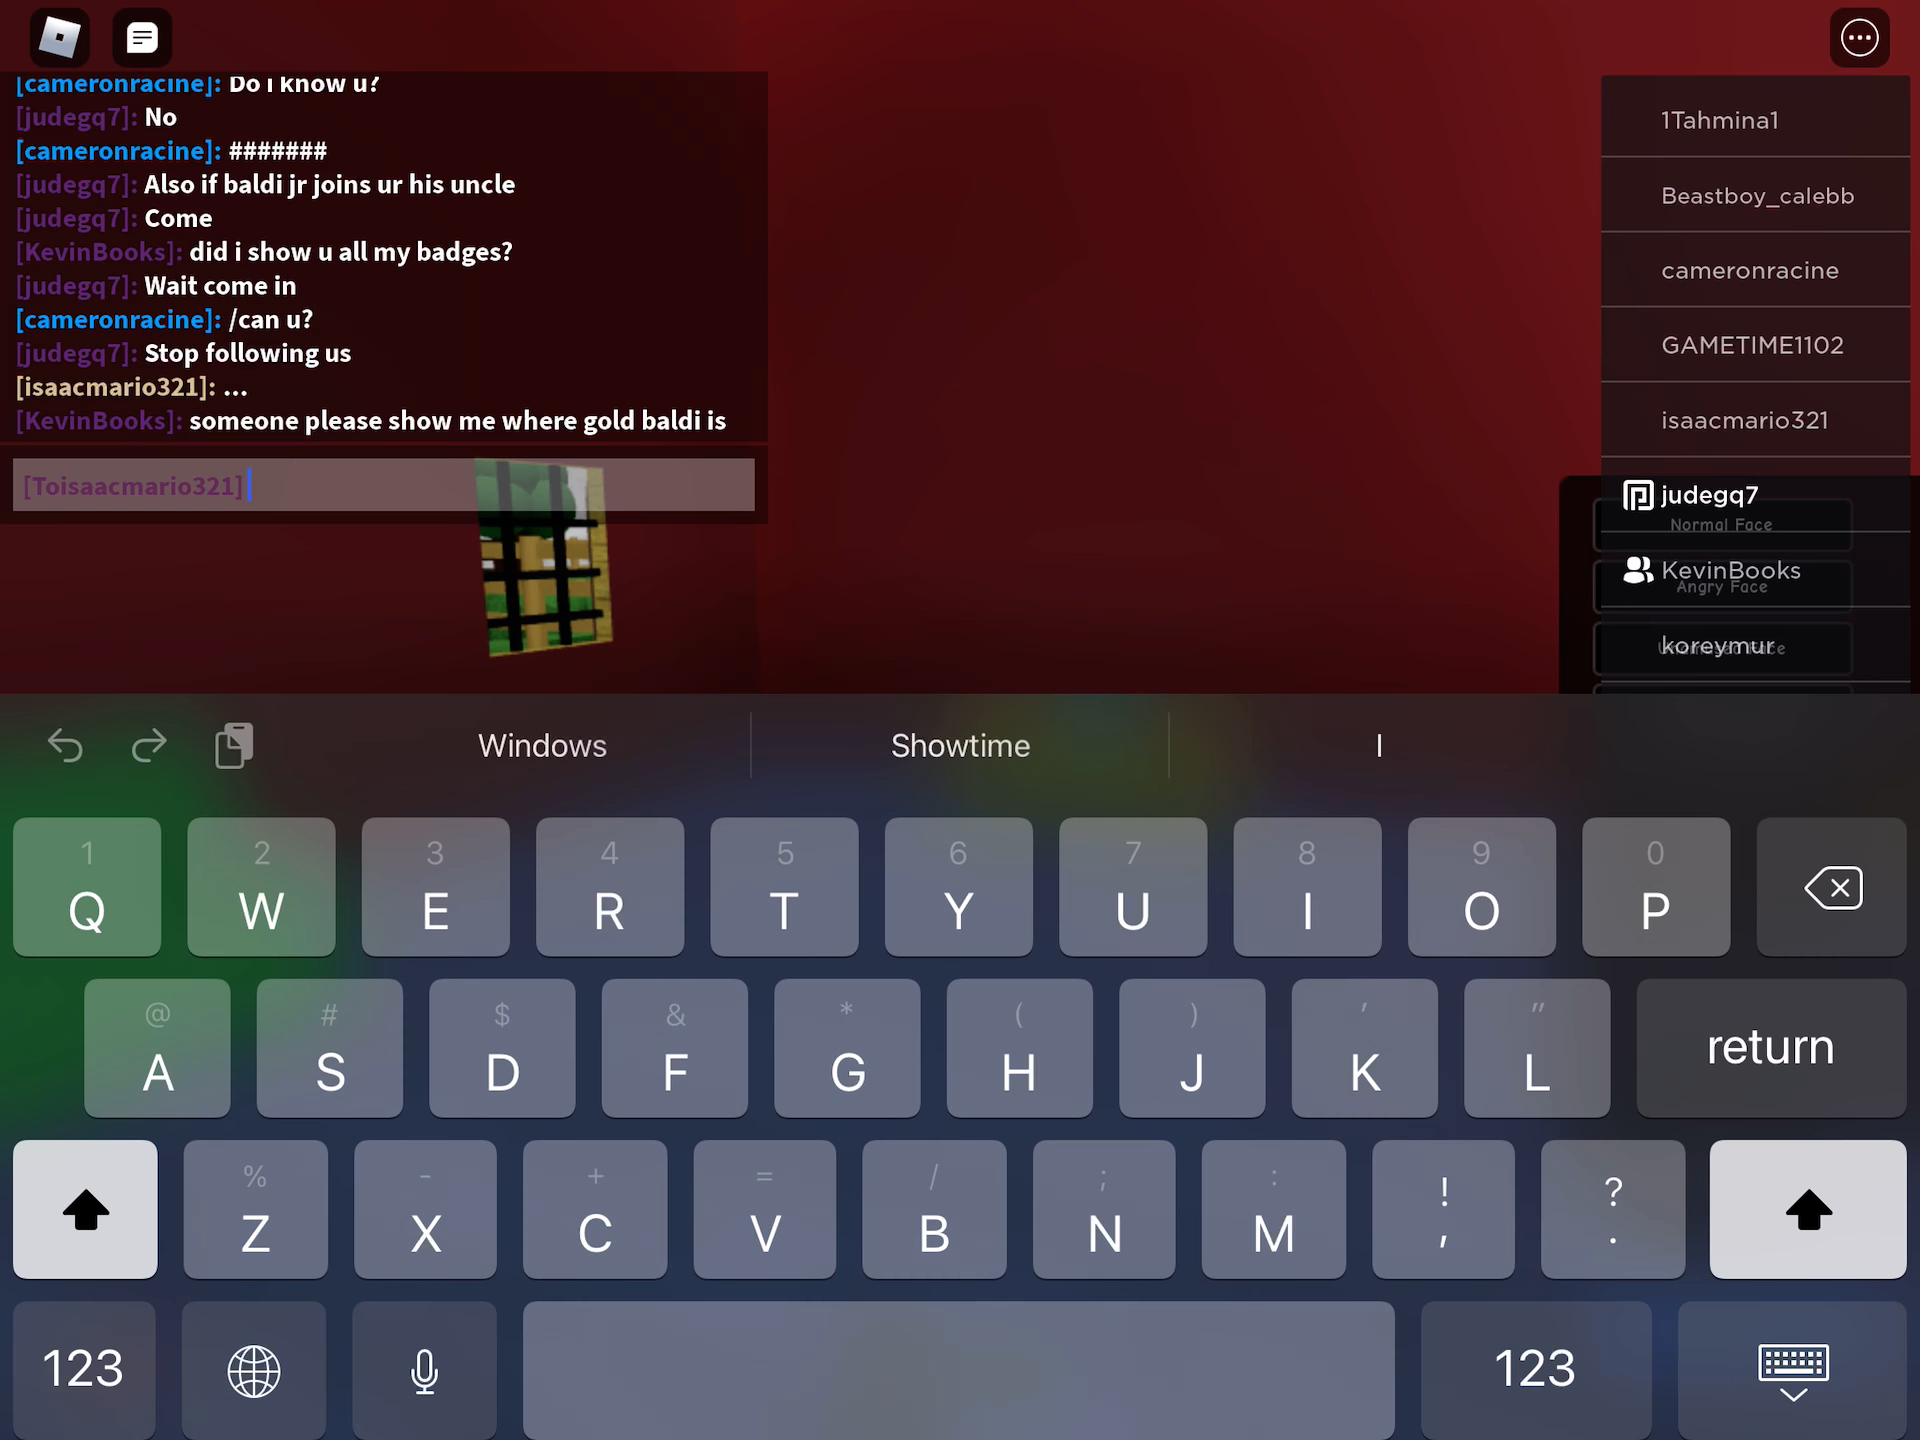 [cameronracine]: Do i know u?
[judegq7]: No
[cameronracine]: #######
[judegq7]: Also if baldi jr joins ur his uncle
[judegq7]: Come
[KevinBooks]: did i show u all my badges?
[judegq7]: Wait come in
[cameronracine]: /can u?
[judegq7]: Stop following us
[isaacmario321]: ...
[KevinBooks]: someone please show me where gold baldi is
[Toisaacmario321]
1Tahmina1
Beastboy_calebb
cameronracine
GAMETIME1102
isaacmario321
judegq7
Normal Face
KevinBooks
Angry Face
koreymur
Windows
Showtime
I
1 2 3 4 5 6 7 8 9 0
Q W E R T Y U I O P
@ # $ & * ( ) ' "
A S D F G H J K L return
% - + = / ; : ! ?
Z X C V B N M , .
123 123